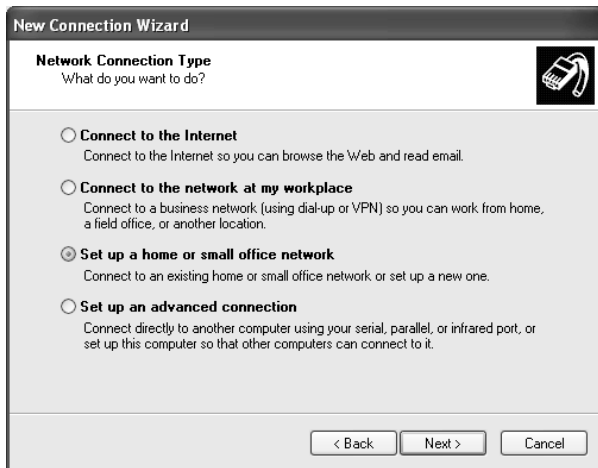 New Connection Wizard
Network Connection Type
What do you want to do?
Connect to the Internet
Connect to the Internet so you can browse the Web and read email.
Connect to the network at my workplace
Connect to a business network (using dial-up or VPN) so you can work from home,
a field office, or another location.
Set up a home or small office network
Connect to an existing home or small office network or set up a new one.
Set up an advanced connection
Connect directly to another computer using your serial, parallel, or infrared port, or
set up this computer so that other computers can connect to it.
< Back Next > Cancel